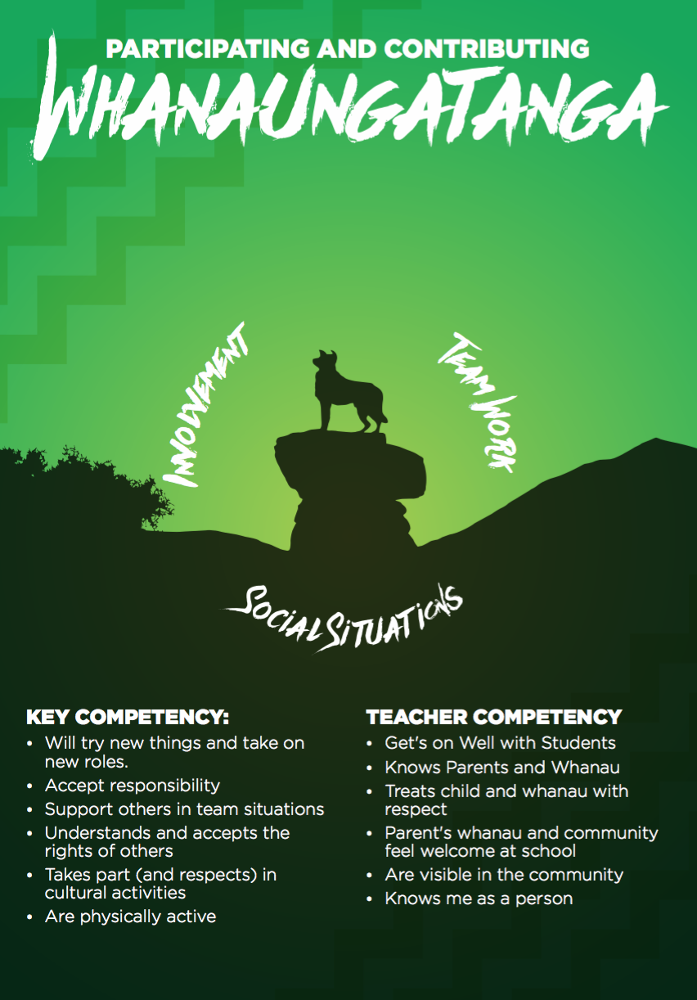 PARTICIPATING AND CONTRIBUTING
WHANAUNGATANGA
INVOLVEMENT
TEAM WORK
SOCIAL SITUATIONS
KEY COMPETENCY:
• Will try new things and take on
new roles.
• Accept responsibility
• Support others in team situations
• Understands and accepts the
rights of others
• Takes part (and respects) in
cultural activities
• Are physically active
TEACHER COMPETENCY
• Get's on Well with Students
• Knows Parents and Whanau
• Treats child and whanau with
respect
• Parent's whanau and community
feel welcome at school
• Are visible in the community
• Knows me as a person